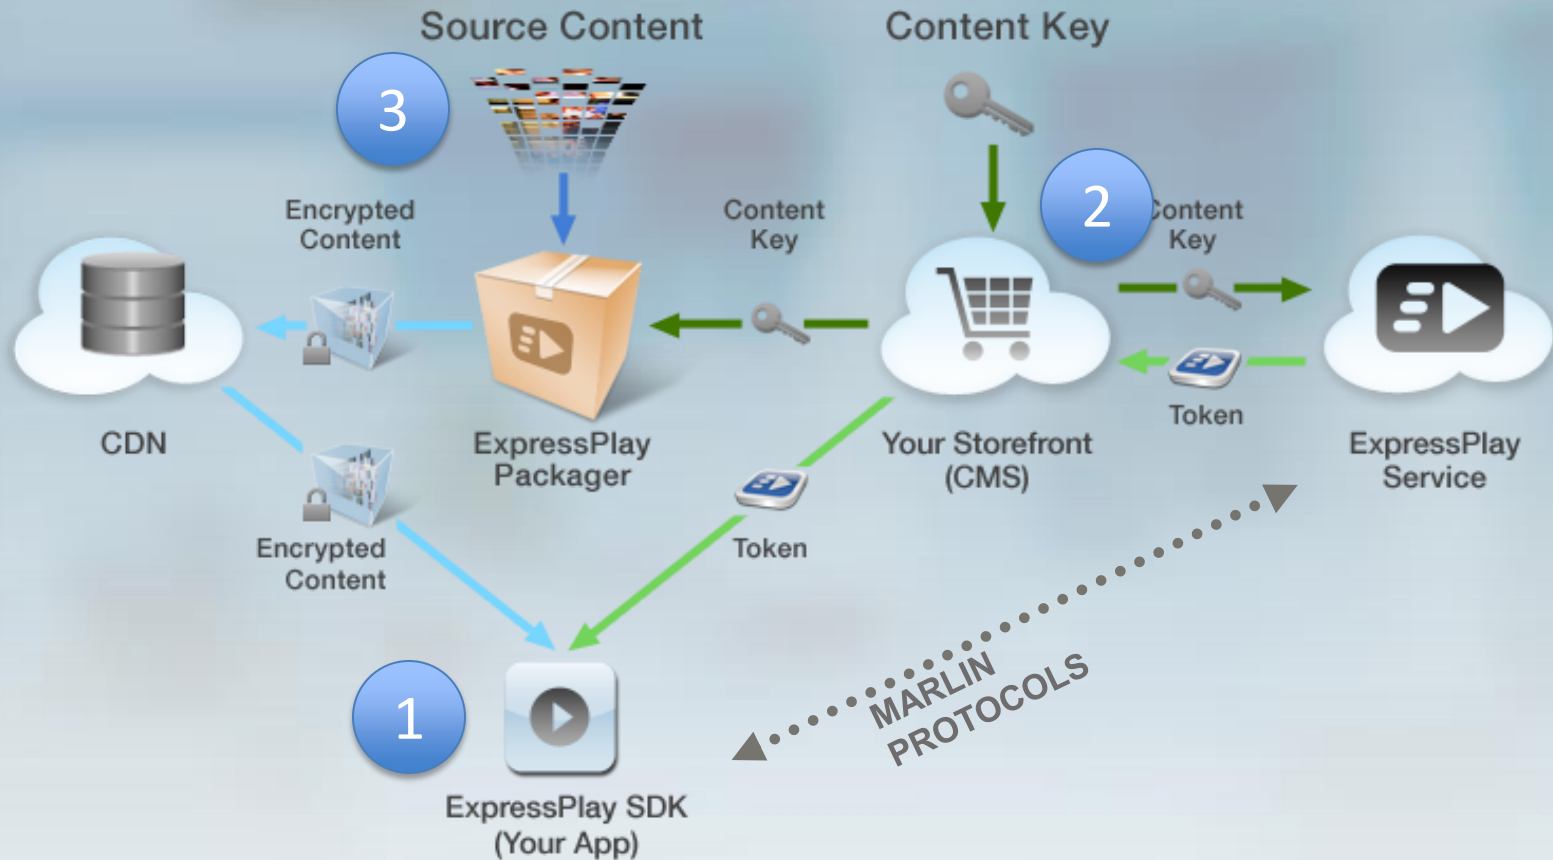 Source Content
Content Key
3
2
Encrypted
Content
Content
Key
Content
Key
CDN
ExpressPlay
Packager
Your Storefront
(CMS)
Token
ExpressPlay
Service
Encrypted
Content
Token
MARLIN
PROTOCOLS
1
ExpressPlay SDK
(Your App)